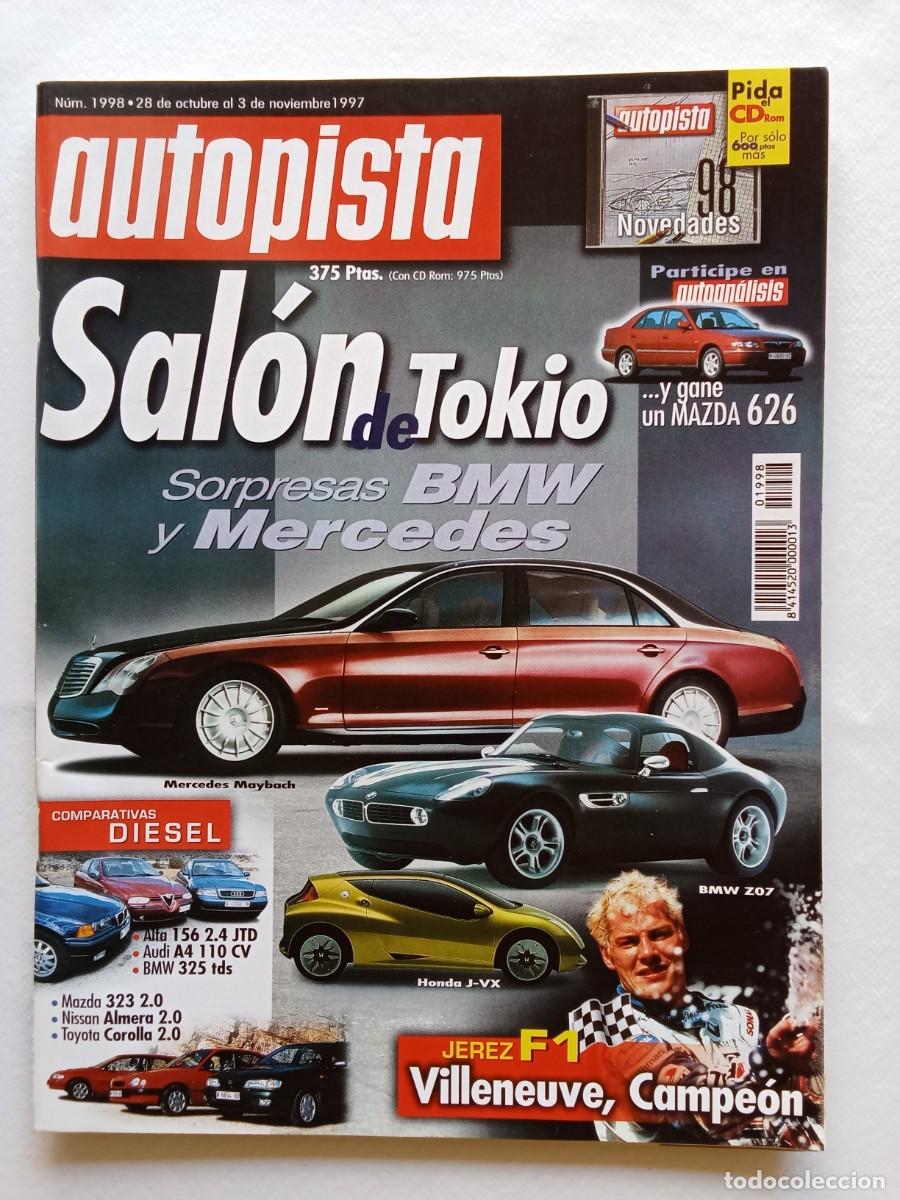 Núm. 1998 • 28 de octubre al 3 de noviembre 1997
autopista
375 Ptas. (Con CD Rom: 975 Ptas)
autopista
98
Novedades
Pida
el
CD Rom
Por sólo
600 ptas
más
Participe en
autoanálisis
...y gane
un MAZDA 626
Salón
de Tokio
Sorpresas BMW
y Mercedes
01998
8414520000013
Mercedes Maybach
BMW Z07
Honda J-VX
COMPARATIVAS
DIESEL
• Alfa 156 2.4 JTD
• Audi A4 110 CV
• BMW 325 tds
• Mazda 323 2.0
• Nissan Almera 2.0
• Toyota Corolla 2.0
JEREZ F1
Villeneuve, Campeón
todocoleccion